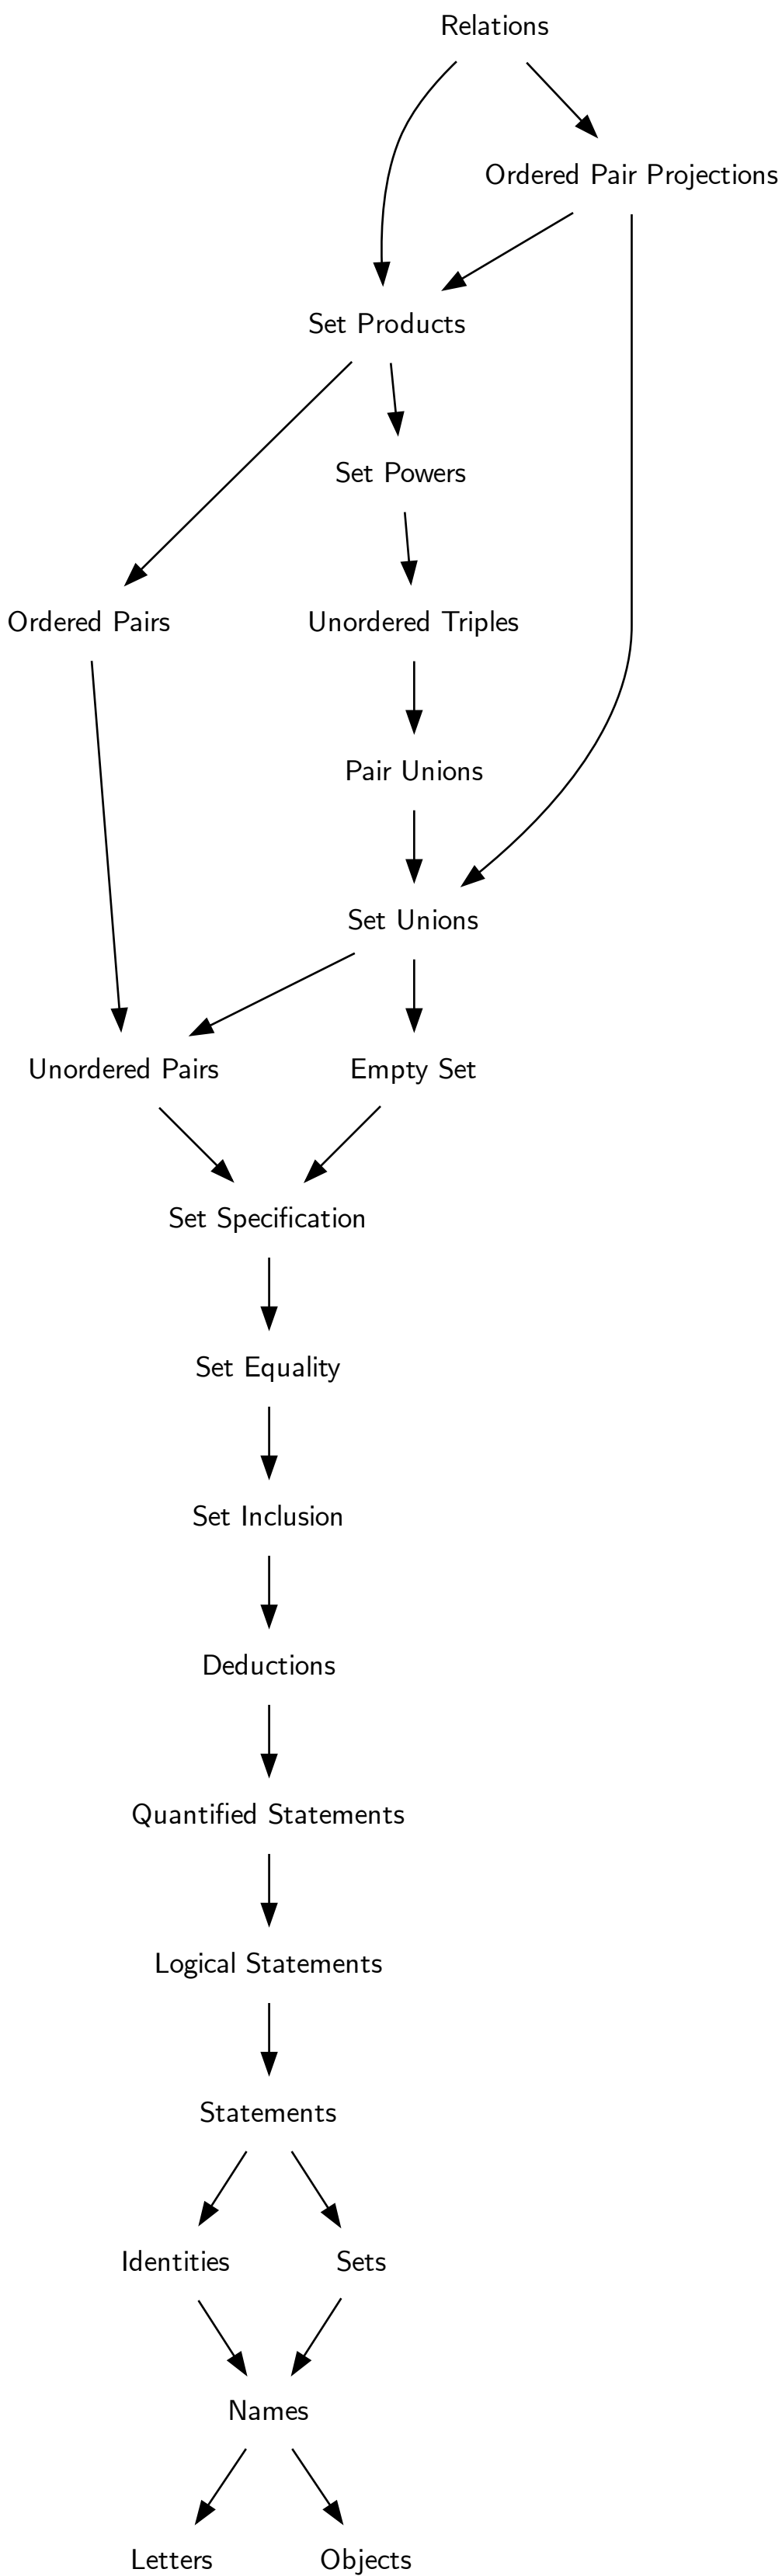 Relations
Ordered Pair Projections
Set Products
Set Powers
Ordered Pairs
Unordered Triples
Pair Unions
Set Unions
Unordered Pairs
Empty Set
Set Specification
Set Equality
Set Inclusion
Deductions
Quantified Statements
Logical Statements
Statements
Identities
Sets
Names
Letters
Objects